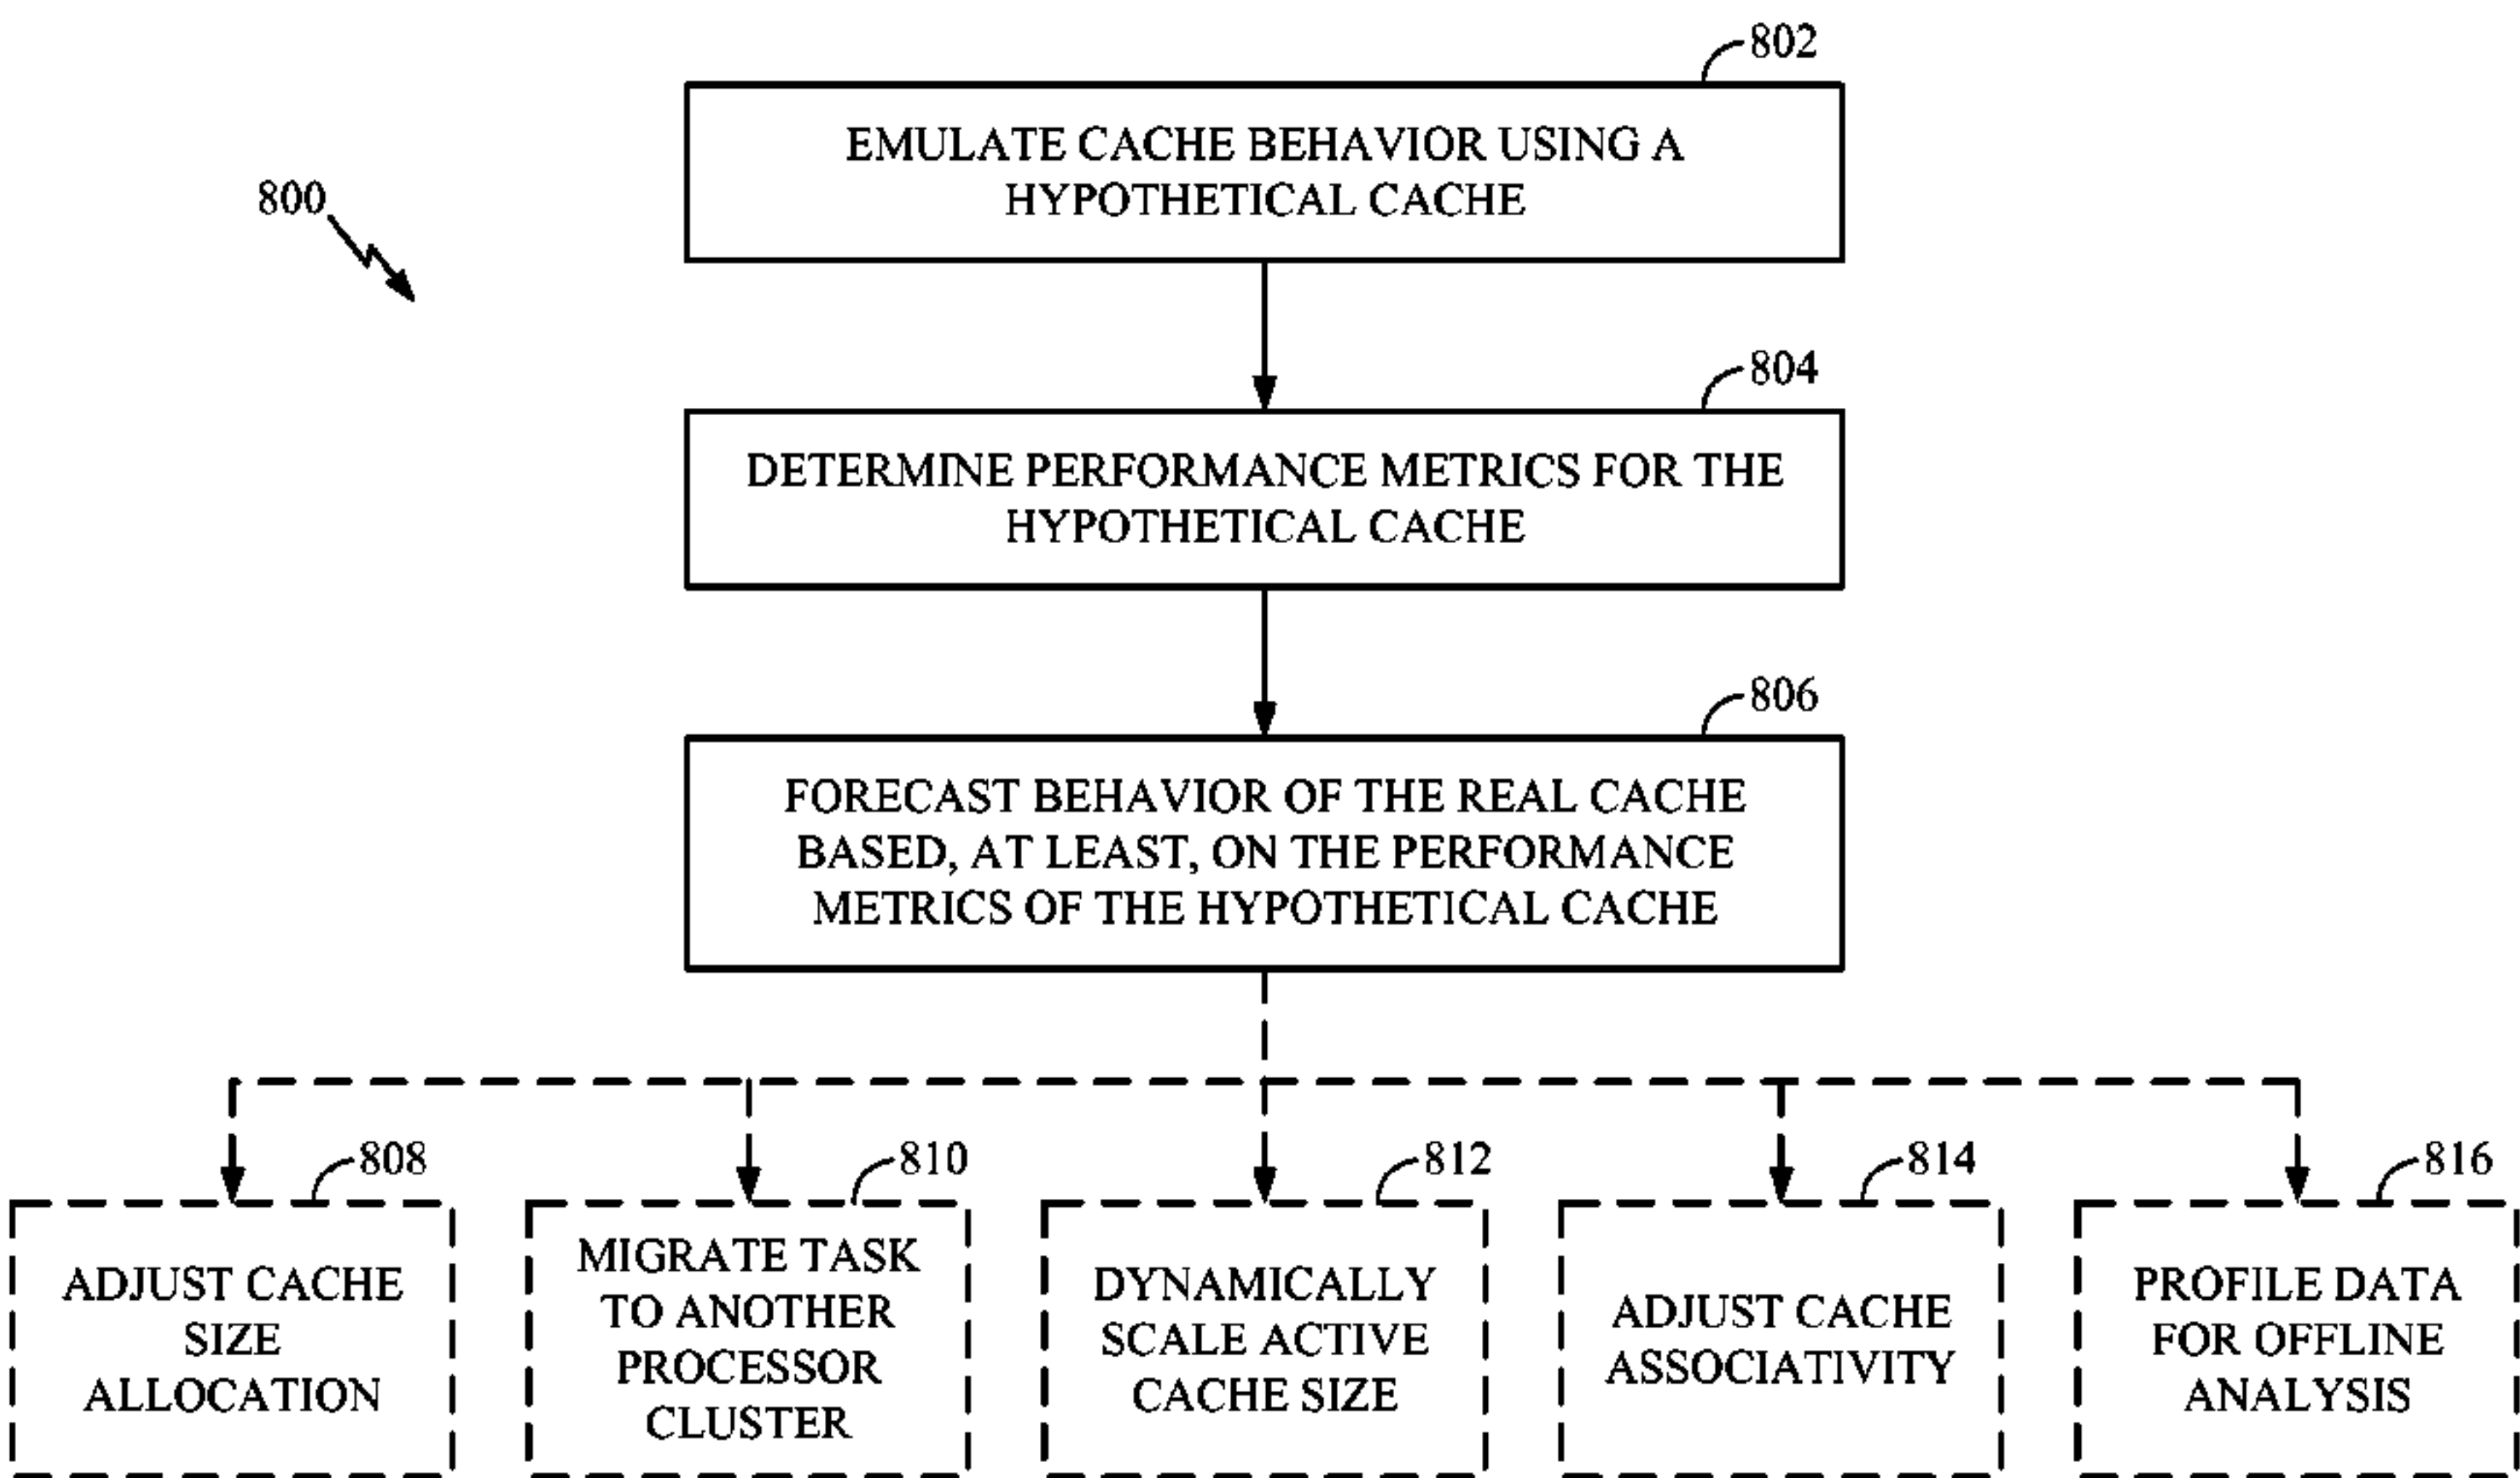 802
EMULATE CACHE BEHAVIOR USING A
HYPOTHETICAL CACHE
800
804
DETERMINE PERFORMANCE METRICS FOR THE
HYPOTHETICAL CACHE
806
FORECAST BEHAVIOR OF THE REAL CACHE
BASED, AT LEAST, ON THE PERFORMANCE
METRICS OF THE HYPOTHETICAL CACHE
808
ADJUST CACHE
SIZE
ALLOCATION
810
MIGRATE TASK
TO ANOTHER
PROCESSOR
CLUSTER
812
DYNAMICALLY
SCALE ACTIVE
CACHE SIZE
814
ADJUST CACHE
ASSOCIATIVITY
816
PROFILE DATA
FOR OFFLINE
ANALYSIS